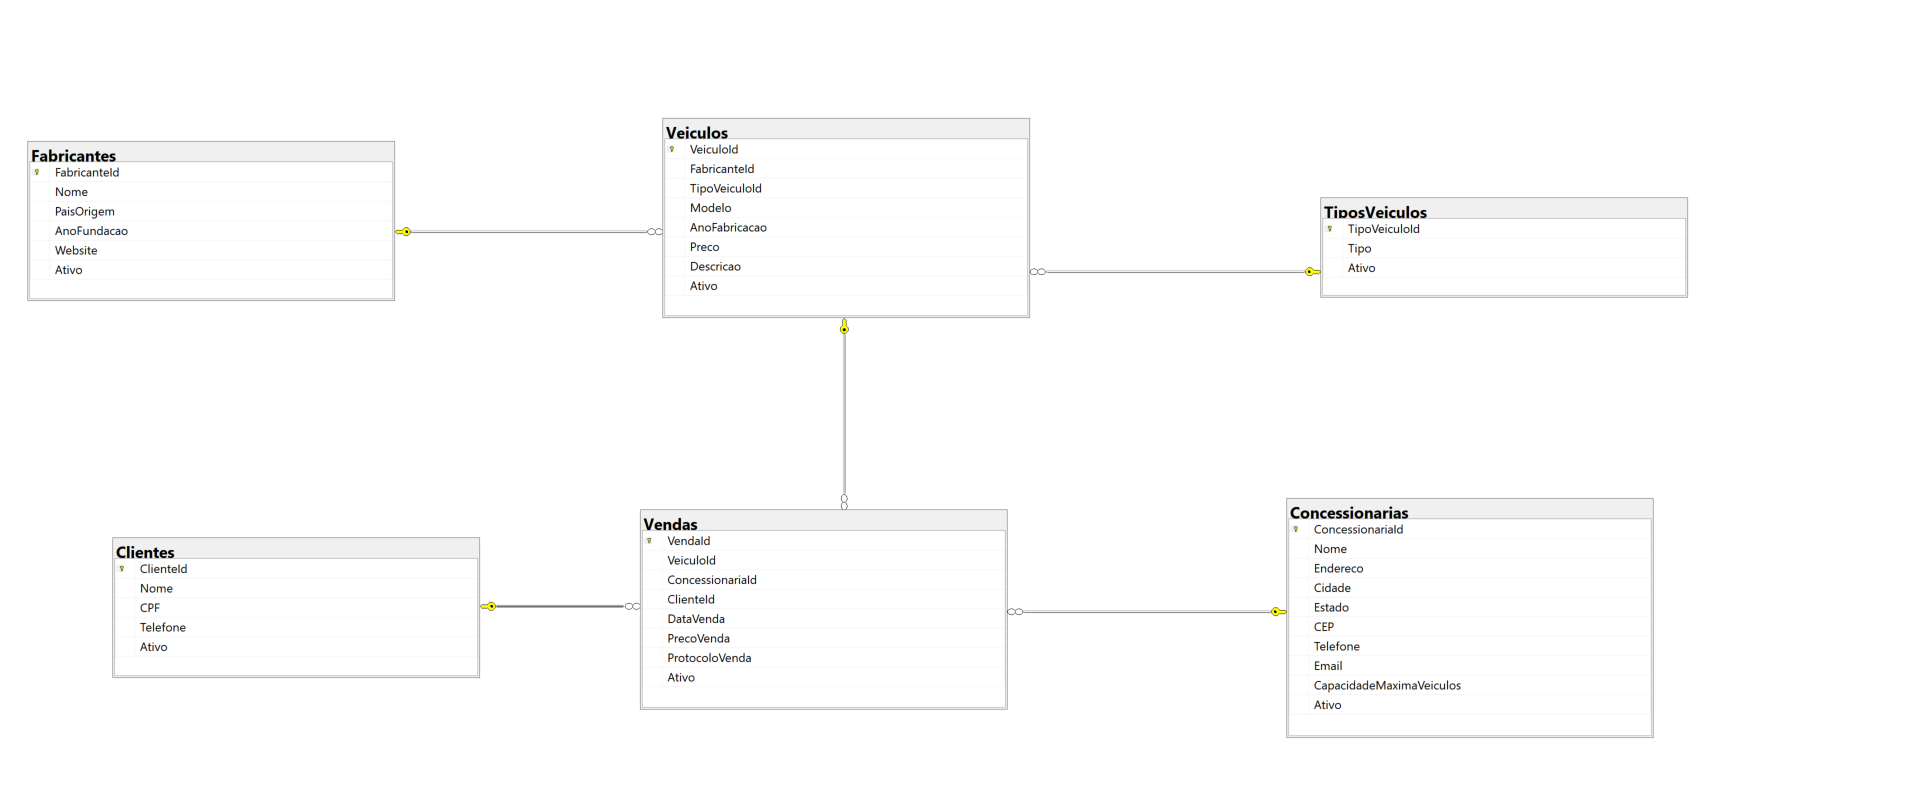 Fabricantes
FabricanteId
Nome
PaisOrigem
AnoFundacao
Website
Ativo
Veiculos
VeiculoId
FabricanteId
TipoVeiculoId
Modelo
AnoFabricacao
Preco
Descricao
Ativo
TiposVeiculos
TipoVeiculoId
Tipo
Ativo
Clientes
ClienteId
Nome
CPF
Telefone
Ativo
Vendas
VendaId
VeiculoId
ConcessionariaId
ClienteId
DataVenda
PrecoVenda
ProtocoloVenda
Ativo
Concessionarias
ConcessionariaId
Nome
Endereco
Cidade
Estado
CEP
Telefone
Email
CapacidadeMaximaVeiculos
Ativo